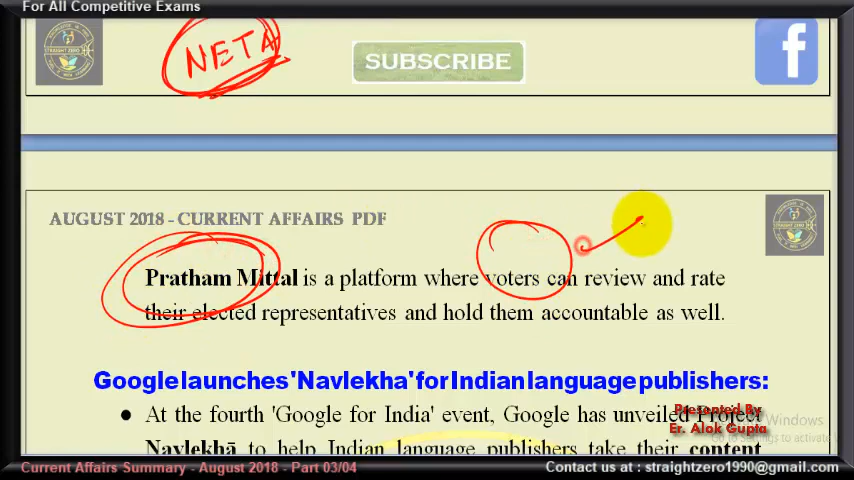 For All Competitive Exams
NETA
SUBSCRIBE
f
AUGUST 2018 - CURRENT AFFAIRS PDF
Pratham Mittal is a platform where voters can review and rate
their elected representatives and hold them accountable as well.
Google launches 'Navlekha' for Indian language publishers:
● At the fourth 'Google for India' event, Google has unveiled Project
Navlekhā to help Indian language publishers take their content
Presented By
Er. Alok Gupta
Current Affairs Summary - August 2018 - Part 03/04
Contact us at : straightzero1990@gmail.com